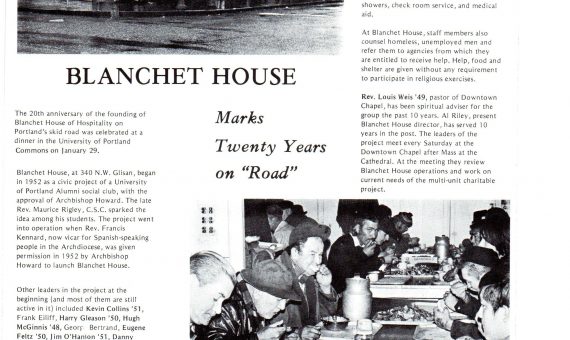 BLANCHET HOUSE
Marks
Twenty Years
on "Road"
The 20th anniversary of the founding of
Blanchet House of Hospitality on
Portland's skid road was celebrated at a
dinner in the University of Portland
Commons on January 29.
Blanchet House, at 340 N.W. Glisan, began
in 1952 as a civic project of a University
of Portland Alumni social club, with the
approval of Archbishop Howard. The late
Rev. Maurice Rigley, C.S.C. sparked the
idea among his students. The project went
into operation when Rev. Francis
Kennard, now vicar for Spanish-speaking
people in the Archdiocese, was given
permission in 1952 by Archbishop
Howard to launch Blanchet House.
Other leaders in the project at the
beginning (and most of them are still
active in it) included Kevin Collins '51,
Frank Eiliff, Harry Gleason '50, Hugh
McGinnis '48, Georg Bertrand, Eugene
Feltz '50, Jim O'Hanlon '51, Danny
showers, check room service, and medical
aid.
At Blanchet House, staff members also
counsel homeless, unemployed men and
refer them to agencies from which they
are entitled to receive help. Help, food and
shelter are given without any requirement
to participate in religious exercises.
Rev. Louis Weis '49, pastor of Downtown
Chapel, has been spiritual adviser for the
group the past 10 years. Al Riley, present
Blanchet House director, has served 10
years in the post. The leaders of the
project meet every Saturday at the
Downtown Chapel after Mass at the
Cathedral. At the meeting they review
Blanchet House operations and work on
current needs of the multi-unit charitable
project.